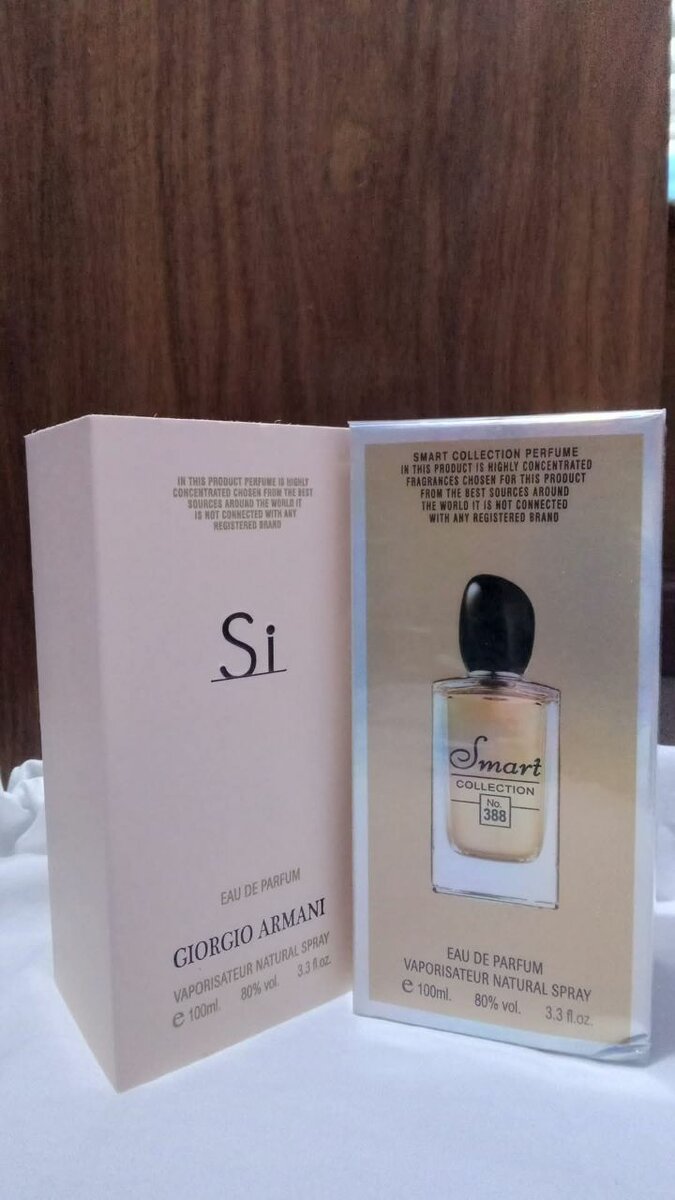 IN THIS PRODUCT PERFUME IS HIGHLY
CONCENTRATED CHOSEN FROM THE BEST
SOURCES AROUND THE WORLD IT
IS NOT CONNECTED WITH ANY
REGISTERED BRAND
Si
EAU DE PARFUM
GIORGIO ARMANI
VAPORISATEUR NATURAL SPRAY
e 100ml. 80% vol. 3.3 fl.oz.
SMART COLLECTION PERFUME
IN THIS PRODUCT IS HIGHLY CONCENTRATED
FRAGRANCES CHOSEN FOR THIS PRODUCT
FROM THE BEST SOURCES AROUND
THE WORLD IT IS NOT CONNECTED
WITH ANY REGISTERED BRAND
Smart
COLLECTION
No.
388
EAU DE PARFUM
VAPORISATEUR NATURAL SPRAY
e 100ml. 80% vol. 3.3 fl.oz.